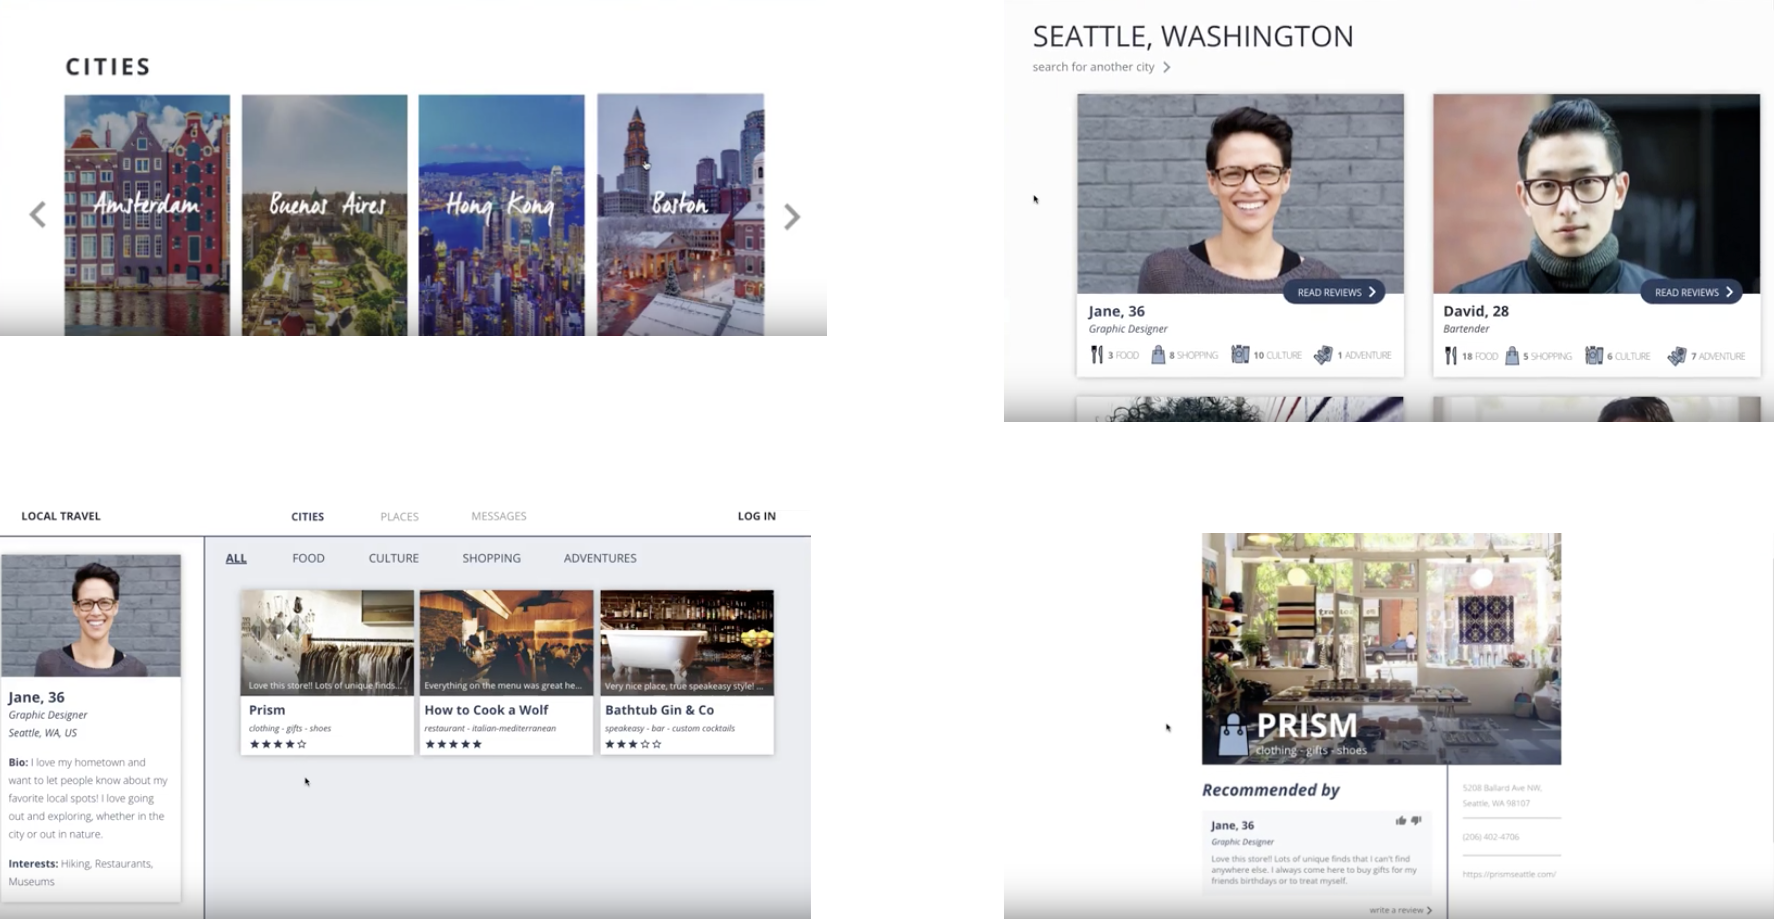 CITIES
Amsterdam
Buenos Aires
Hong Kong
Boston
SEATTLE, WASHINGTON
search for another city
READ REVIEWS
Jane, 36
Graphic Designer
3 FOOD 8 SHOPPING 10 CULTURE 1 ADVENTURE
READ REVIEWS
David, 28
Bartender
18 FOOD 5 SHOPPING 6 CULTURE 7 ADVENTURE
LOCAL TRAVEL CITIES PLACES MESSAGES LOG IN
Jane, 36
Graphic Designer
Seattle, WA, US
Bio: I love my hometown and
want to let people know about my
favorite local spots! I love going
out and exploring, whether in the
city or out in nature.
Interests: Hiking, Restaurants,
Museums
ALL FOOD CULTURE SHOPPING ADVENTURES
Love this store!! Lots of unique finds...
Prism
clothing - gifts - shoes
Everything on the menu was great he...
How to Cook a Wolf
restaurant - italian-mediterranean
Very nice place, true speakeasy style! ...
Bathtub Gin & Co
speakeasy - bar - custom cocktails
PRISM
clothing - gifts - shoes
Recommended by
Jane, 36
Graphic Designer
Love this store!! Lots of unique finds that I can't find
anywhere else. I always come here to buy gifts for my
friends birthdays or to treat myself.
write a review
5208 Ballard Ave NW,
Seattle, WA 98107
(206) 402-4706
https://prismseattle.com/